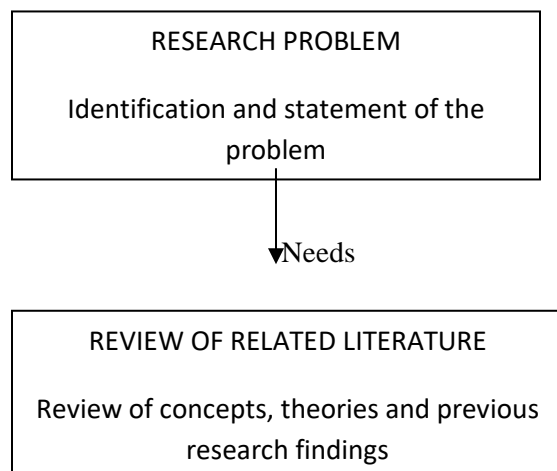 RESEARCH PROBLEM
Identification and statement of the
problem
Needs
REVIEW OF RELATED LITERATURE
Review of concepts, theories and previous
research findings